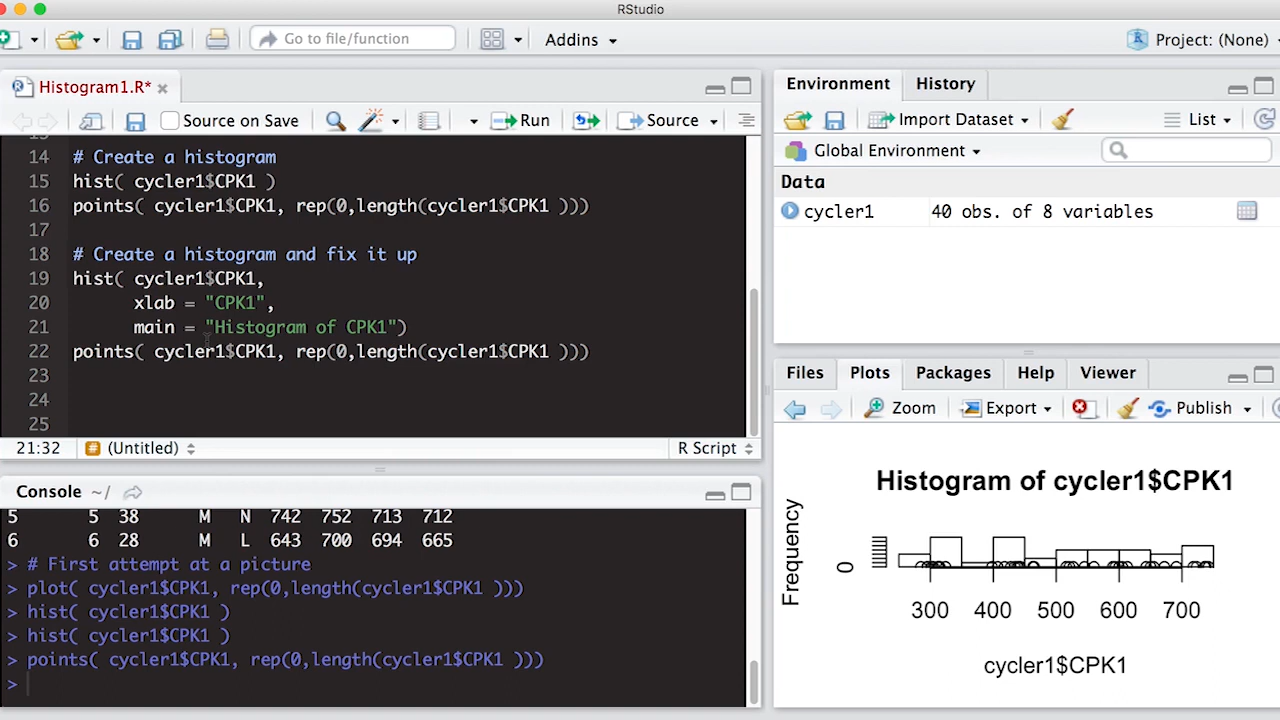 RStudio
Go to file/function
Addins
Project: (None)
Histogram1.R*
Source on Save
Run
Source
14 # Create a histogram
15 hist( cycler1$CPK1 )
16 points( cycler1$CPK1, rep(0,length(cycler1$CPK1 )))
17
18 # Create a histogram and fix it up
19 hist( cycler1$CPK1,
20 xlab = "CPK1",
21 main = "Histogram of CPK1")
22 points( cycler1$CPK1, rep(0,length(cycler1$CPK1 )))
23
24
25
21:32 (Untitled) R Script
Console ~/
5 5 38 M N 742 752 713 712
6 6 28 M L 643 700 694 665
> # First attempt at a picture
> plot( cycler1$CPK1, rep(0,length(cycler1$CPK1 )))
> hist( cycler1$CPK1 )
> hist( cycler1$CPK1 )
> points( cycler1$CPK1, rep(0,length(cycler1$CPK1 )))
>
Environment History
Import Dataset List
Global Environment
Data
cycler1 40 obs. of 8 variables
Files Plots Packages Help Viewer
Zoom Export Publish
Histogram of cycler1$CPK1
Frequency
0
300 400 500 600 700
cycler1$CPK1